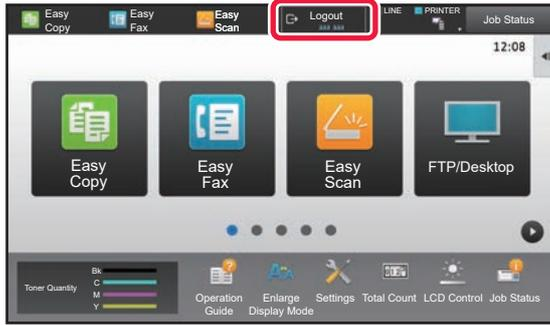 Easy
Copy
Easy
Fax
Easy
Scan
Logout
LINE
PRINTER
Job Status
12:08
Easy
Copy
Easy
Fax
Easy
Scan
FTP/Desktop
Toner Quantity
Bk
C
M
Y
Operation
Guide
Enlarge
Display Mode
Settings
Total Count
LCD Control
Job Status